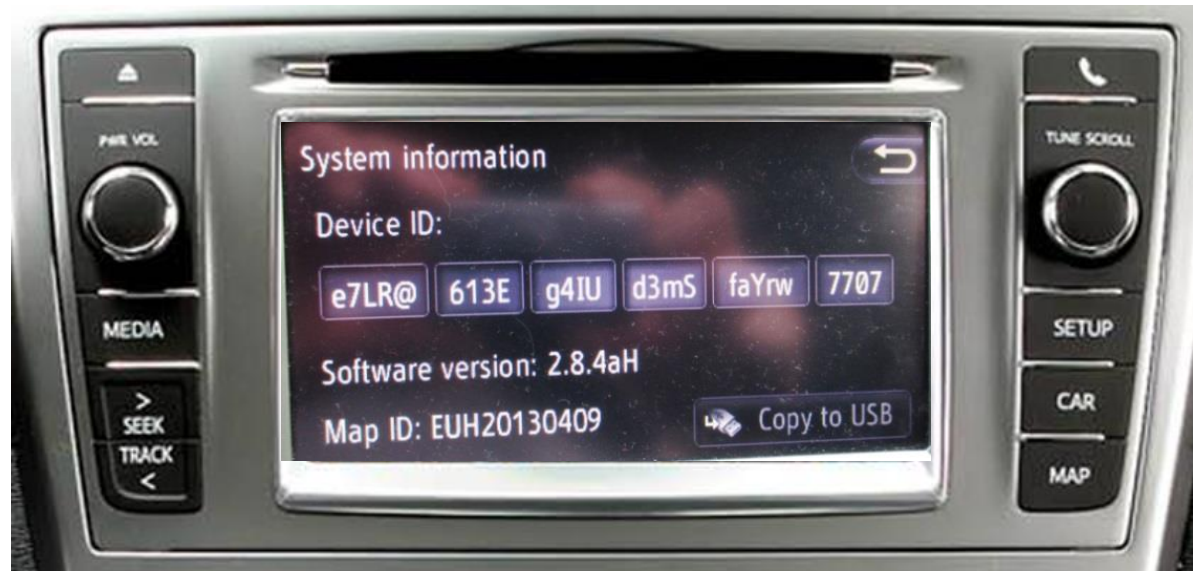 PWR VOL
TUNE SCROLL
System information
Device ID:
e7LR@ 613E g4IU d3mS faYrw 7707
MEDIA
SETUP
Software version: 2.8.4aH
>
SEEK
CAR
Map ID: EUH20130409
Copy to USB
TRACK
<
MAP